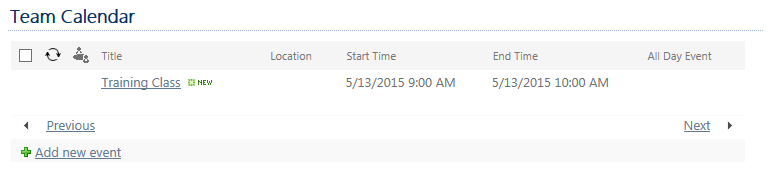 Team Calendar
Title Location Start Time End Time All Day Event
Training Class NEW 5/13/2015 9:00 AM 5/13/2015 10:00 AM
Previous Next
Add new event